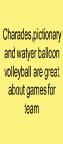 Charades,pictionary
and watyer balloon
volleyball are great
about games for
team